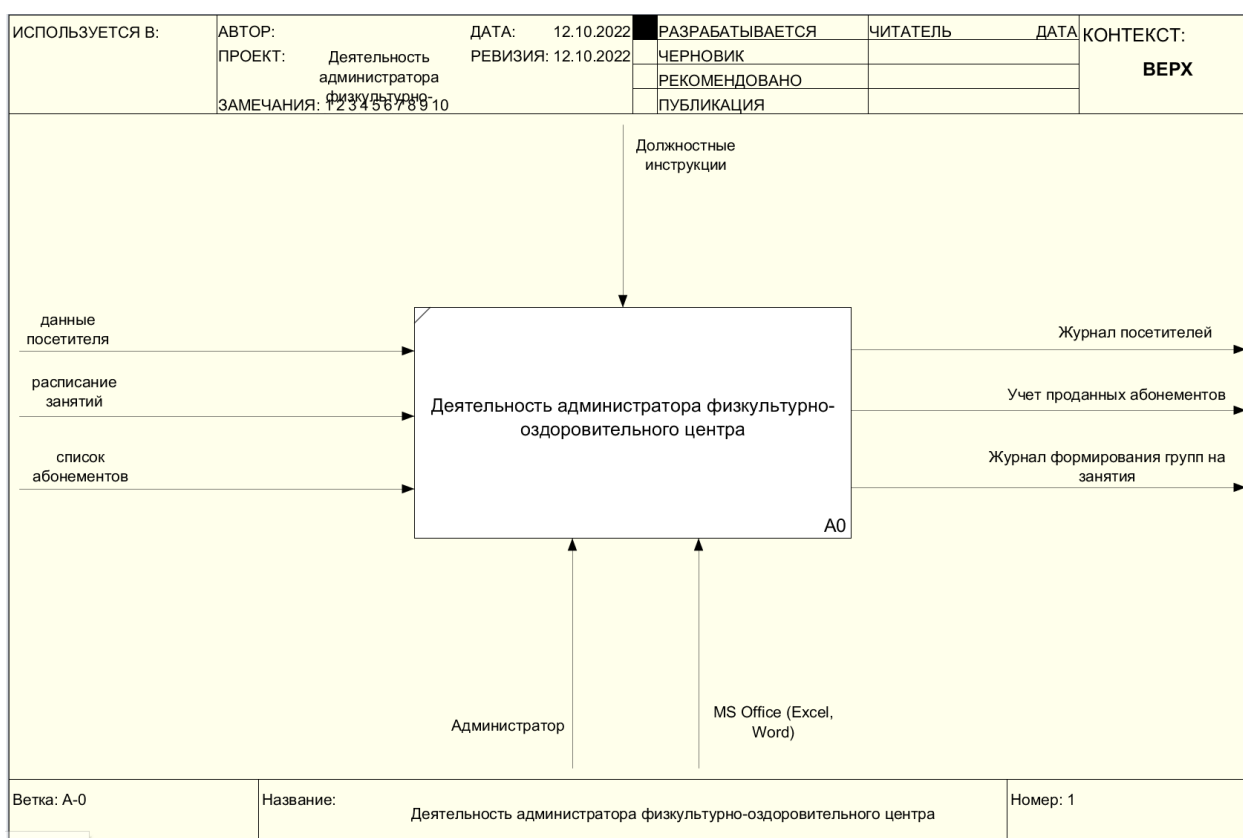 ИСПОЛЬЗУЕТСЯ В:
АВТОР:
ДАТА: 12.10.2022
ПРОЕКТ: Деятельность
администратора
физкультурно-
РЕВИЗИЯ: 12.10.2022
ЗАМЕЧАНИЯ: 1 2 3 4 5 6 7 8 9 10
РАЗРАБАТЫВАЕТСЯ
ЧЕРНОВИК
РЕКОМЕНДОВАНО
ПУБЛИКАЦИЯ
ЧИТАТЕЛЬ
ДАТА
КОНТЕКСТ:
ВЕРХ
Должностные
инструкции
данные
посетителя
расписание
занятий
список
абонементов
Деятельность администратора физкультурно-
оздоровительного центра
A0
Журнал посетителей
Учет проданных абонементов
Журнал формирования групп на
занятия
Администратор
MS Office (Excel,
Word)
Ветка: A-0
Название:
Деятельность администратора физкультурно-оздоровительного центра
Номер: 1